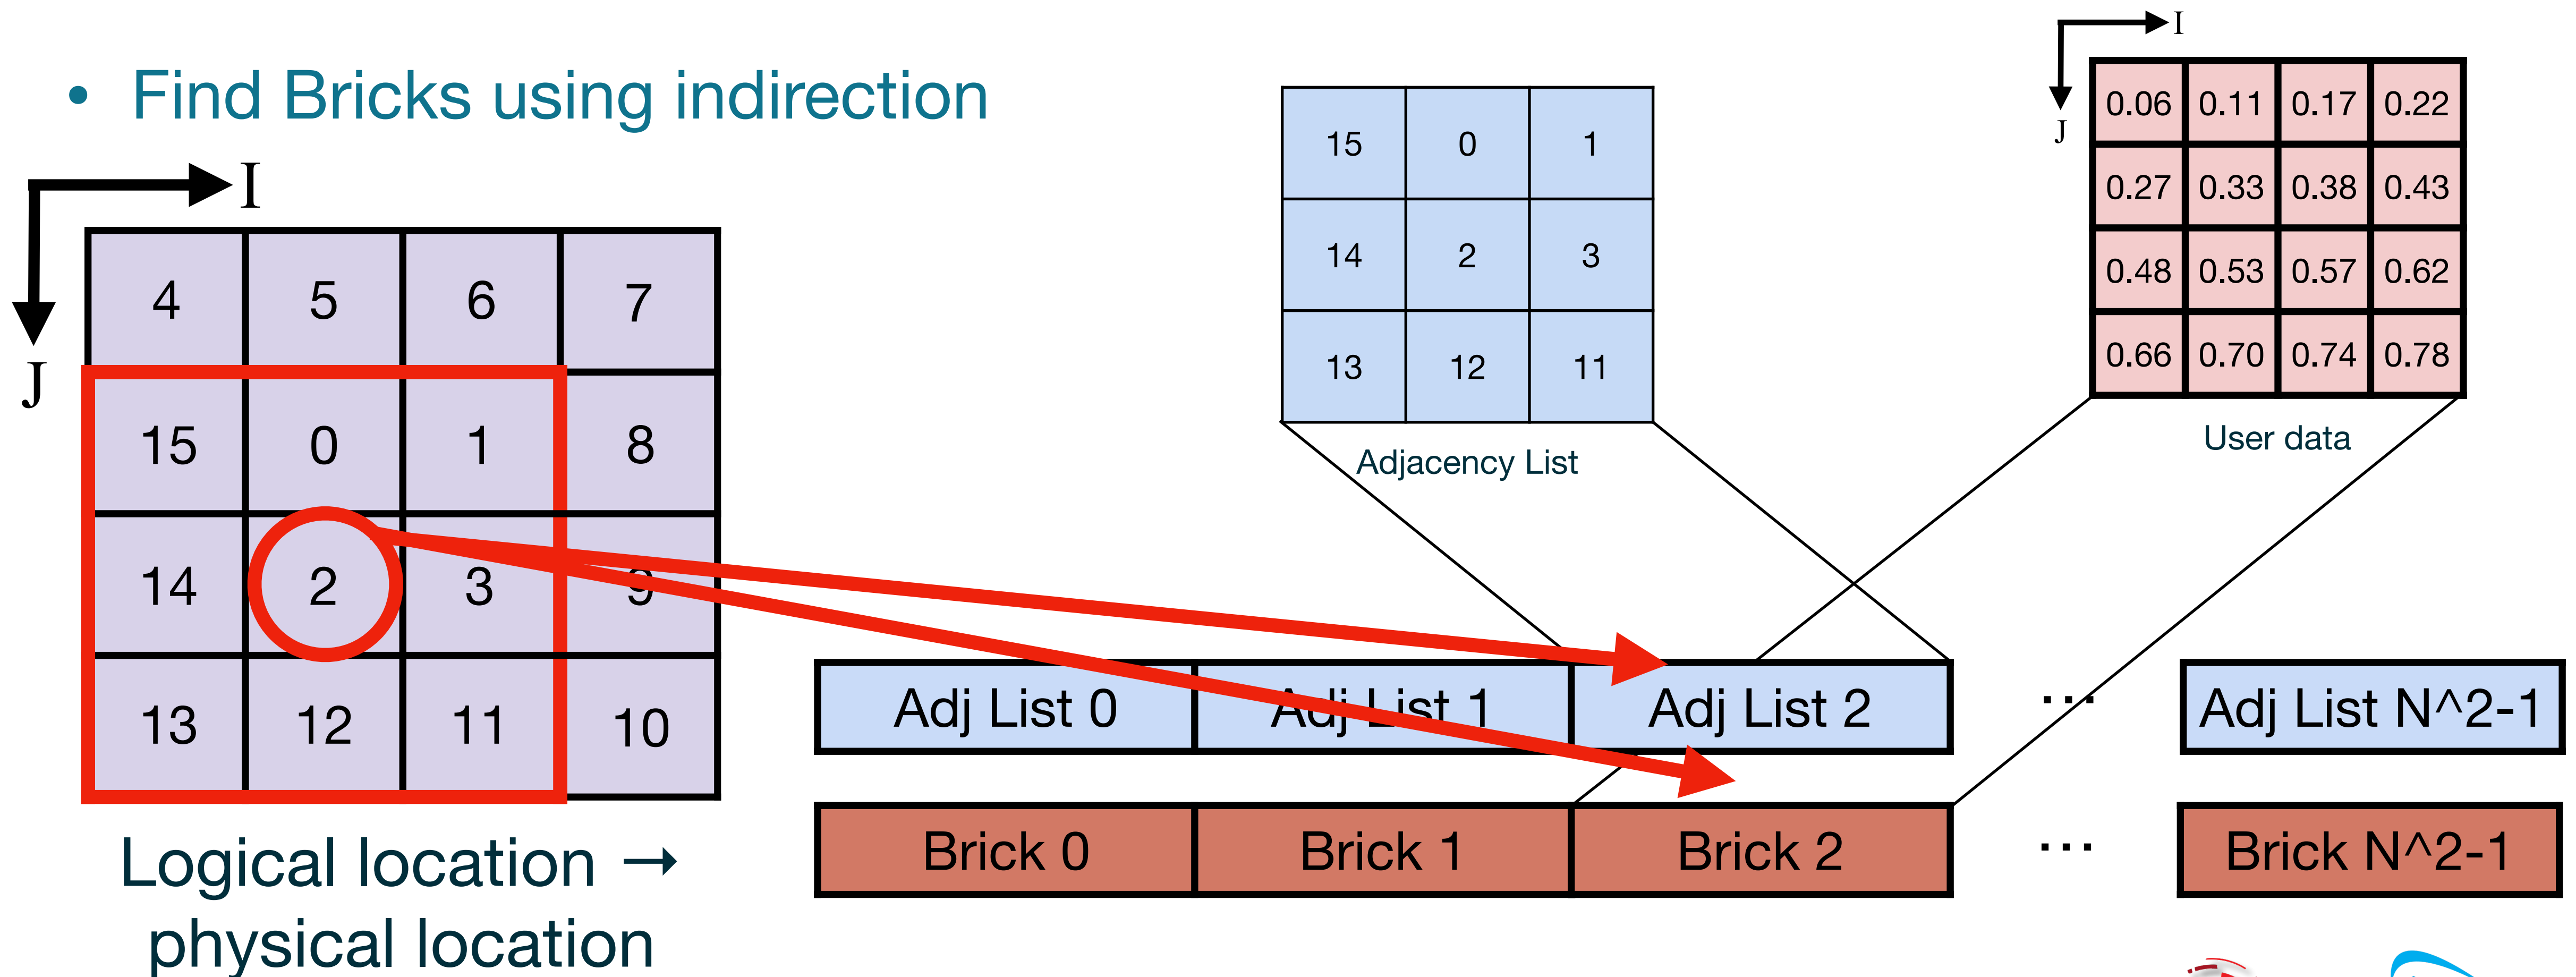 • Find Bricks using indirection
I
J
4 5 6 7
15 0 1 8
14 2 3 9
13 12 11 10
Logical location →
physical location
15 0 1
14 2 3
13 12 11
Adjacency List
I
J
0.06 0.11 0.17 0.22
0.27 0.33 0.38 0.43
0.48 0.53 0.57 0.62
0.66 0.70 0.74 0.78
User data
Adj List 0 Adj List 1 Adj List 2 ... Adj List N^2-1
Brick 0 Brick 1 Brick 2 ... Brick N^2-1